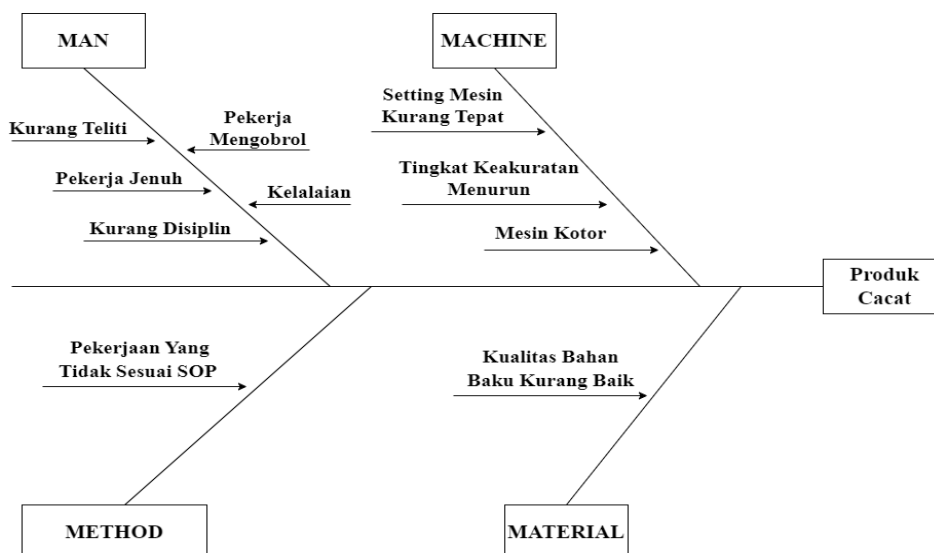 MAN
MACHINE
Setting Mesin
Kurang Tepat
Kurang Teliti
Pekerja
Mengobrol
Tingkat Keakuratan
Menurun
Pekerja Jenuh
Kelalaian
Kurang Disiplin
Mesin Kotor
Produk
Cacat
Pekerjaan Yang
Tidak Sesuai SOP
Kualitas Bahan
Baku Kurang Baik
METHOD
MATERIAL